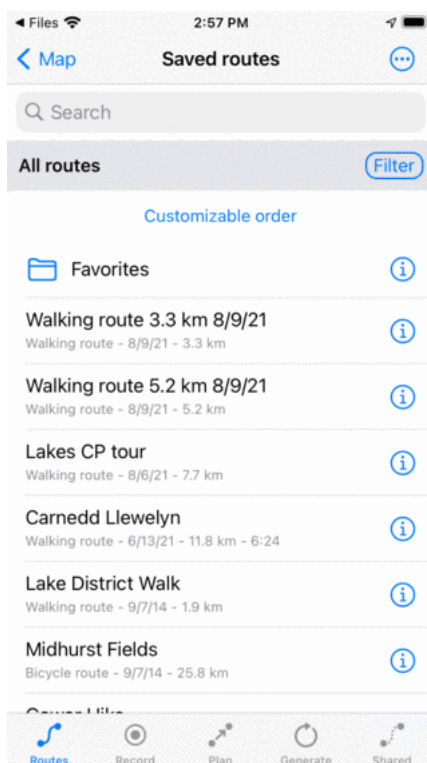 Files 2:57 PM
Map Saved routes
Search
All routes Filter
Customizable order
Favorites
Walking route 3.3 km 8/9/21
Walking route - 8/9/21 - 3.3 km
Walking route 5.2 km 8/9/21
Walking route - 8/9/21 - 5.2 km
Lakes CP tour
Walking route - 8/6/21 - 7.7 km
Carnedd Llewelyn
Walking route - 6/13/21 - 11.8 km - 6:24
Lake District Walk
Walking route - 9/7/14 - 1.9 km
Midhurst Fields
Bicycle route - 9/7/14 - 25.8 km
Routes Record Plan Generate Shared